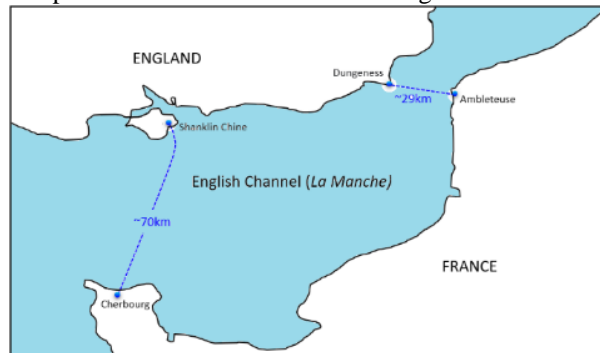 ENGLAND
Dungeness
~29km
Ambleteuse
Shanklin Chine
English Channel (La Manche)
~70km
FRANCE
Cherbourg